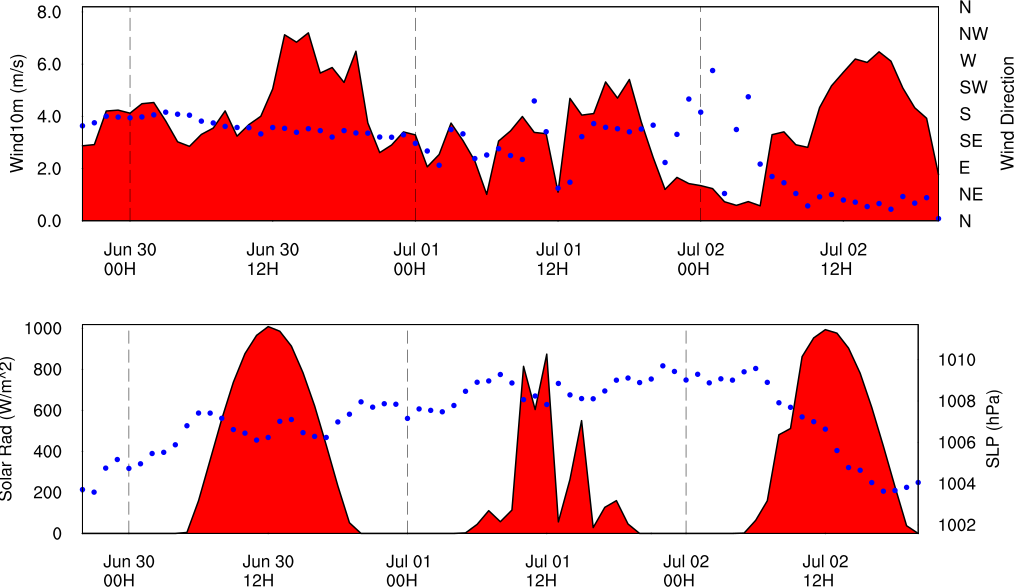 8.0
6.0
4.0
2.0
0.0
Wind10m (m/s)
N
NW
W
SW
S
SE
E
NE
N
Wind Direction
Jun 30 Jun 30 Jul 01 Jul 01 Jul 02 Jul 02
00H 12H 00H 12H 00H 12H
1000
800
600
400
200
0
Solar Rad (W/m^2)
1010
1008
1006
1004
1002
SLP (hPa)
Jun 30 Jun 30 Jul 01 Jul 01 Jul 02 Jul 02
00H 12H 00H 12H 00H 12H